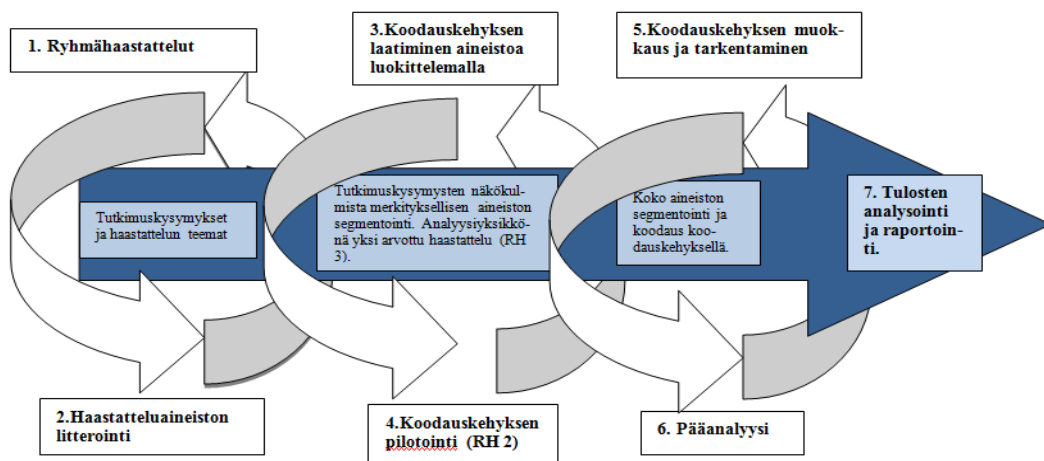 1. Ryhmähaastattelut
3.Koodauskehyksen
laatiminen aineistoa
luokittelemalla
5.Koodauskehyksen muok-
kaus ja tarkentaminen
Tutkimuskysymykset
ja haastattelun teemat
Tutkimuskysymysten näkökul-
mista merkityksellisen aineiston
segmentointi. Analyysiyksikkö-
nä yksi arvottu haastattelu (RH
3).
Koko aineiston
segmentointi ja
koodaus koo-
dauskehyksellä.
7. Tulosten
analysointi
ja raportoin-
ti.
2.Haastatteluaineiston
litterointi
4.Koodauskehyksen
pilotointi (RH 2)
6. Pääanalyysi